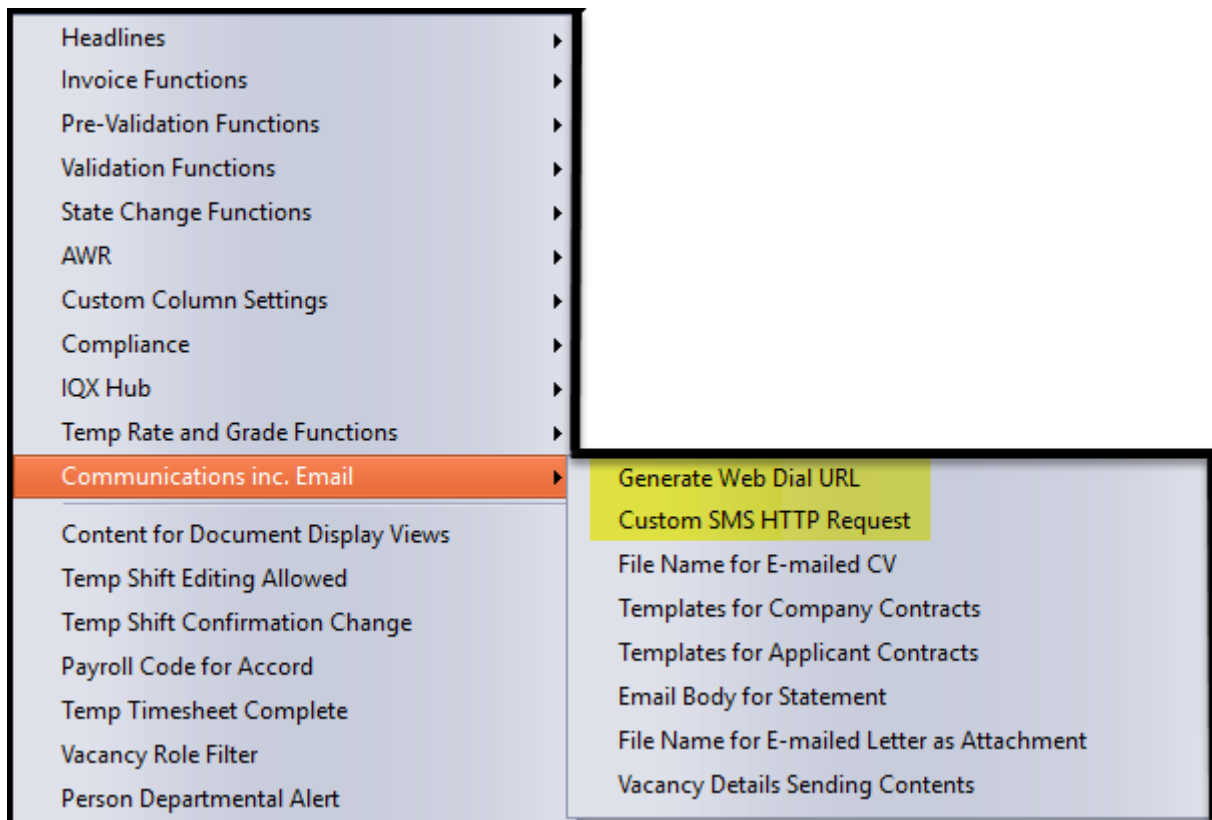 Headlines
Invoice Functions
Pre-Validation Functions
Validation Functions
State Change Functions
AWR
Custom Column Settings
Compliance
IQX Hub
Temp Rate and Grade Functions
Communications inc. Email
Content for Document Display Views
Temp Shift Editing Allowed
Temp Shift Confirmation Change
Payroll Code for Accord
Temp Timesheet Complete
Vacancy Role Filter
Person Departmental Alert
Generate Web Dial URL
Custom SMS HTTP Request
File Name for E-mailed CV
Templates for Company Contracts
Templates for Applicant Contracts
Email Body for Statement
File Name for E-mailed Letter as Attachment
Vacancy Details Sending Contents